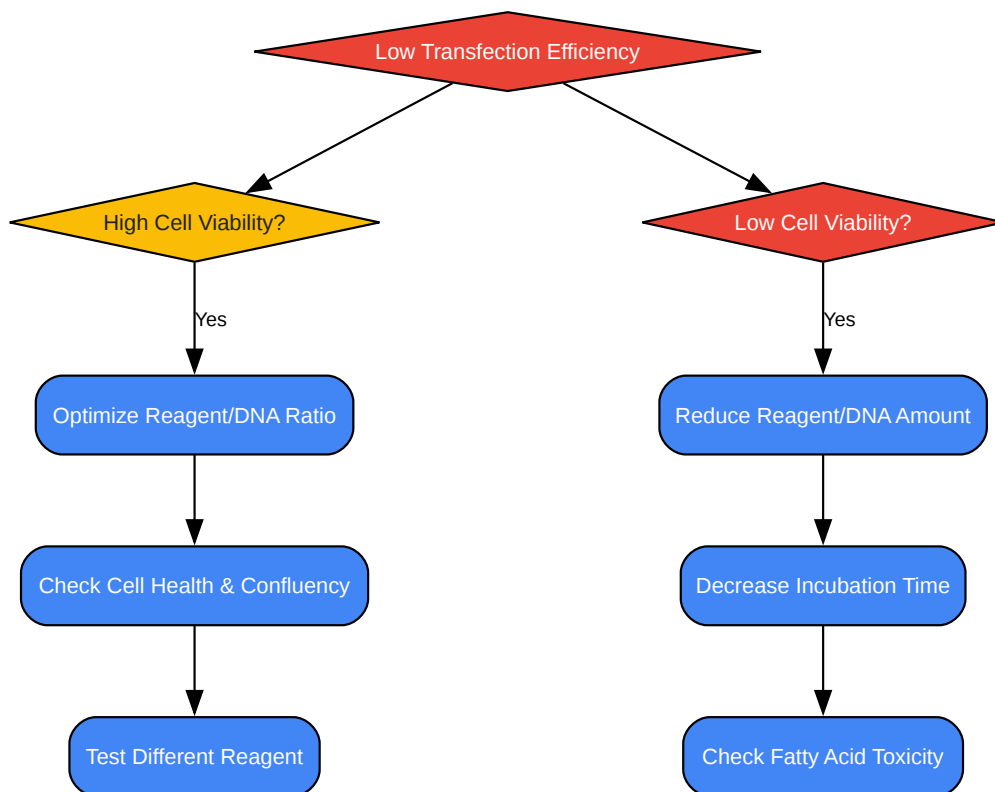 Low Transfection Efficiency
High Cell Viability?
Low Cell Viability?
Yes
Yes
Optimize Reagent/DNA Ratio
Reduce Reagent/DNA Amount
Check Cell Health & Confluency
Decrease Incubation Time
Test Different Reagent
Check Fatty Acid Toxicity